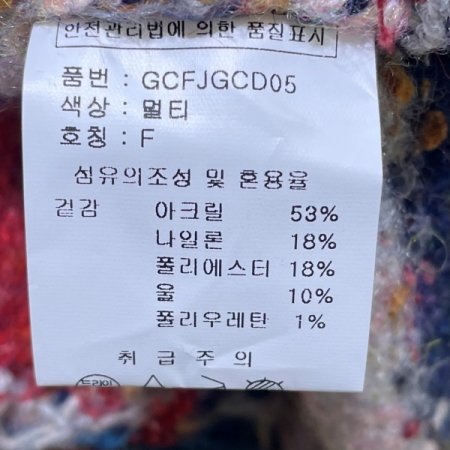 안전관리법에 의한 품질표시
품번 : GCFJGCD05
색상 : 멀티
호칭 : F
섬유의조성 및 혼용율
겉감 아크릴 53%
나일론 18%
폴리에스터 18%
울 10%
폴리우레탄 1%
취급주의
드라이